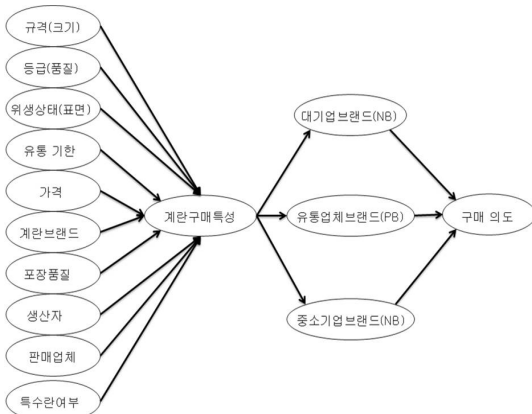 규격(크기)
등급(품질)
위생상태(표면)
유통 기한
가격
계란브랜드
포장품질
생산자
판매업체
특수란여부
계란구매특성
대기업브랜드(NB)
유통업체브랜드(PB)
중소기업브랜드(NB)
구매 의도